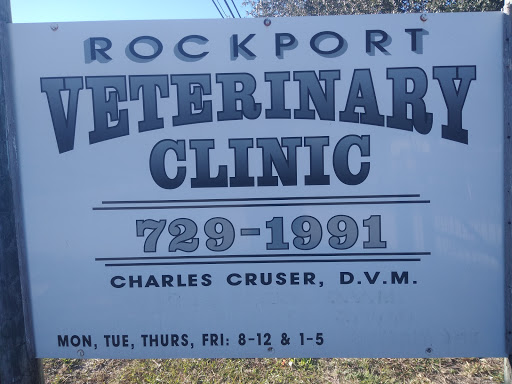 ROCKPORT
VETERINARY
CLINIC
729-1991
CHARLES CRUSER, D.V.M.
MON, TUE, THURS, FRI: 8-12 & 1-5